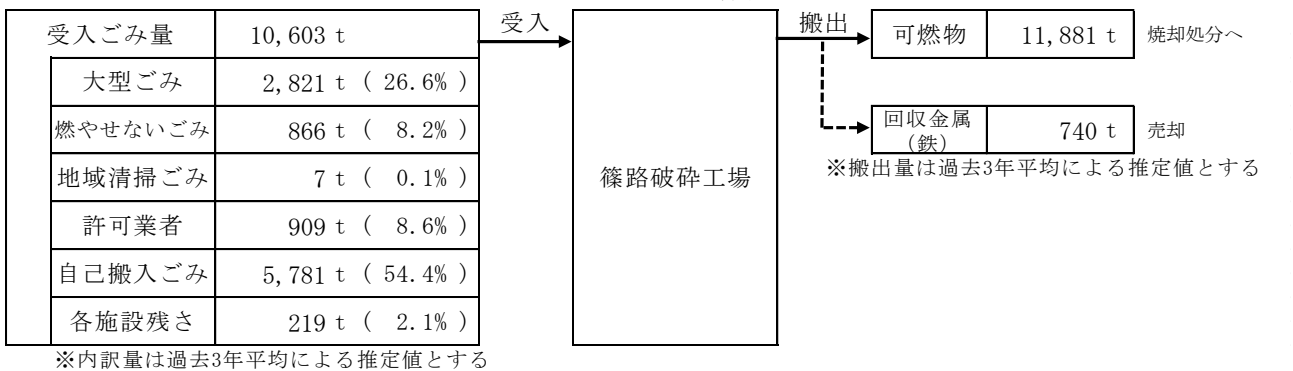 受入ごみ量 10,603 t
大型ごみ 2,821 t ( 26.6% )
燃やせないごみ 866 t ( 8.2% )
地域清掃ごみ 7 t ( 0.1% )
許可業者 909 t ( 8.6% )
自己搬入ごみ 5,781 t ( 54.4% )
各施設残さ 219 t ( 2.1% )
※内訳量は過去3年平均による推定値とする
受入
篠路破砕工場
搬出
可燃物 11,881 t 焼却処分へ
回収金属
(鉄) 740 t 売却
※搬出量は過去3年平均による推定値とする